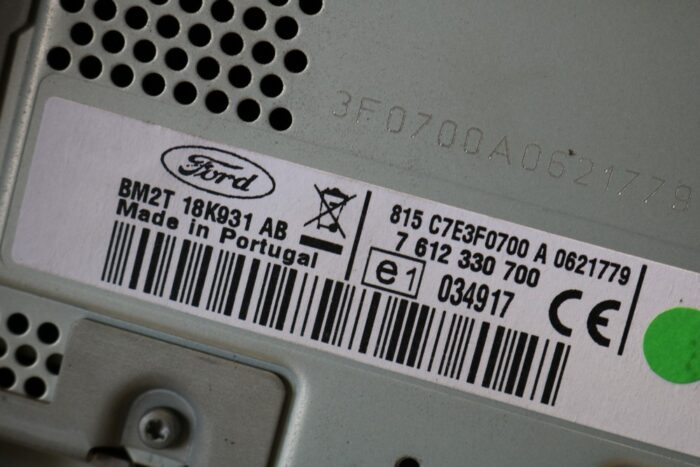 3F0700A0621779
Ford
BM2T 18K931 AB
Made in Portugal
815 C7E3F0700 A 0621779
7 612 330 700
e1
034917
CE